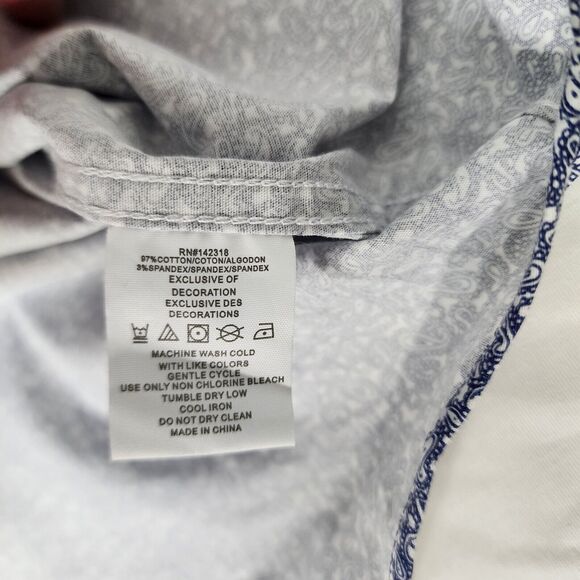 RN#142318
97%COTTON/COTON/ALGODON
3%SPANDEX/SPANDEX/SPANDEX
EXCLUSIVE OF
DECORATION
EXCLUSIVE DES
DECORATIONS
MACHINE WASH COLD
WITH LIKE COLORS
GENTLE CYCLE
USE ONLY NON CHLORINE BLEACH
TUMBLE DRY LOW
COOL IRON
DO NOT DRY CLEAN
MADE IN CHINA